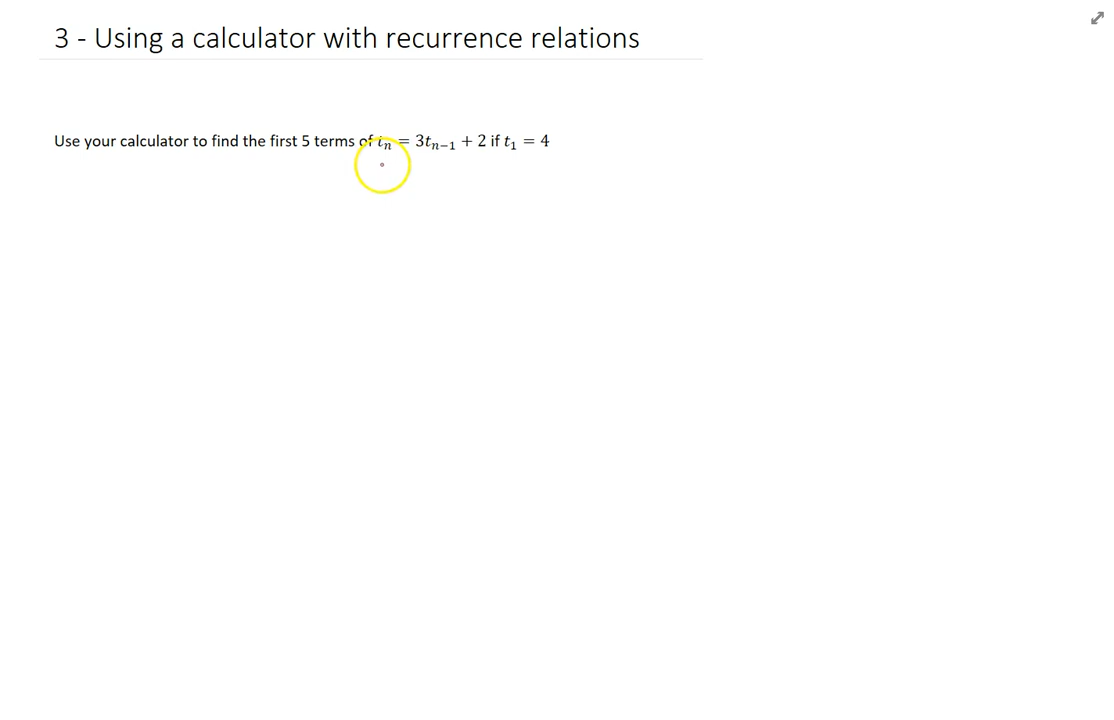 3 - Using a calculator with recurrence relations
Use your calculator to find the first 5 terms of tₙ = 3tₙ₋₁ + 2 if t₁ = 4